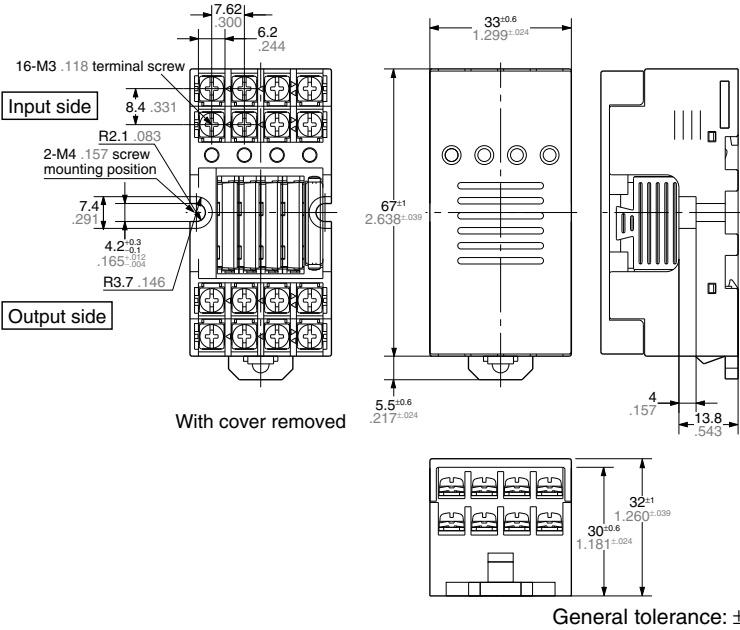 7.62
.300
6.2
.244
16-M3 .118 terminal screw
Input side
8.4 .331
R2.1 .083
2-M4 .157 screw
mounting position
7.4
.291
4.2+0.3 −0.1
.165+.012 −.004
R3.7 .146
Output side
With cover removed
33±0.6
1.299±.024
67±1
2.638±.039
5.5±0.6
.217±.024
4
.157
13.8
.543
32±1
1.260±.039
30±0.6
1.181±.024
General tolerance: ±